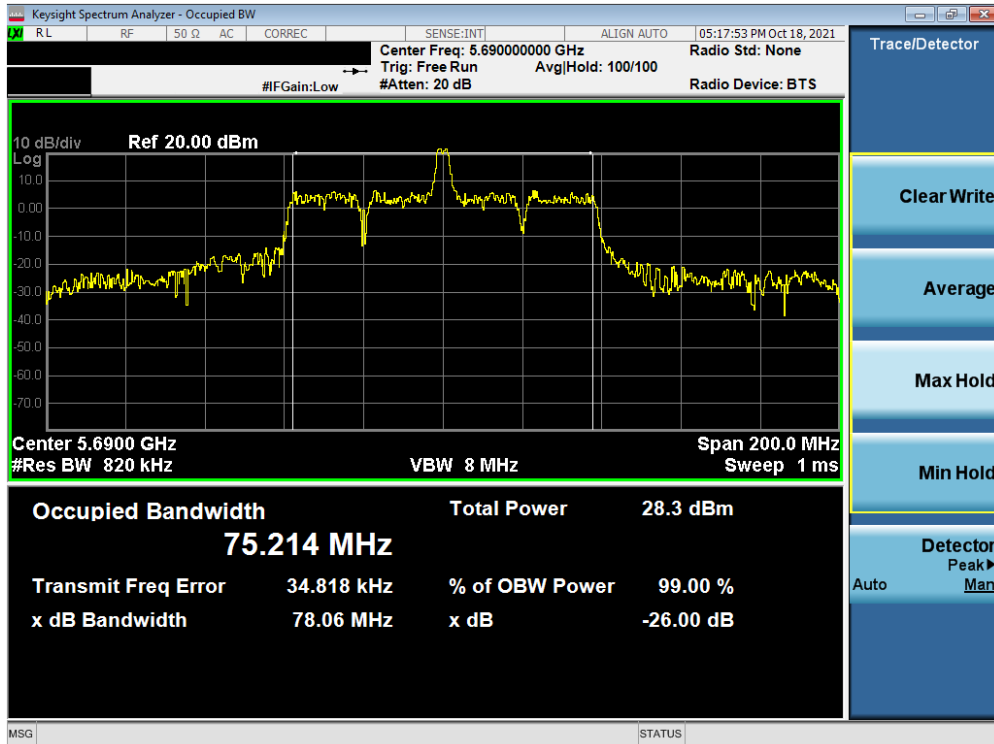 Keysight Spectrum Analyzer - Occupied BW
LXI RL RF 50 Ω AC CORREC SENSE:INT ALIGN AUTO 05:17:53 PM Oct 18, 2021
Center Freq: 5.690000000 GHz Radio Std: None
Trig: Free Run Avg|Hold: 100/100
#IFGain:Low #Atten: 20 dB Radio Device: BTS
10 dB/div Ref 20.00 dBm
Log
10.0
0.00
-10.0
-20.0
-30.0
-40.0
-50.0
-60.0
-70.0
Center 5.6900 GHz Span 200.0 MHz
#Res BW 820 kHz VBW 8 MHz Sweep 1 ms
Occupied Bandwidth Total Power 28.3 dBm
75.214 MHz
Transmit Freq Error 34.818 kHz % of OBW Power 99.00 %
x dB Bandwidth 78.06 MHz x dB -26.00 dB
Trace/Detector
Clear Write
Average
Max Hold
Min Hold
Detector
Peak▶
Auto Man
MSG STATUS